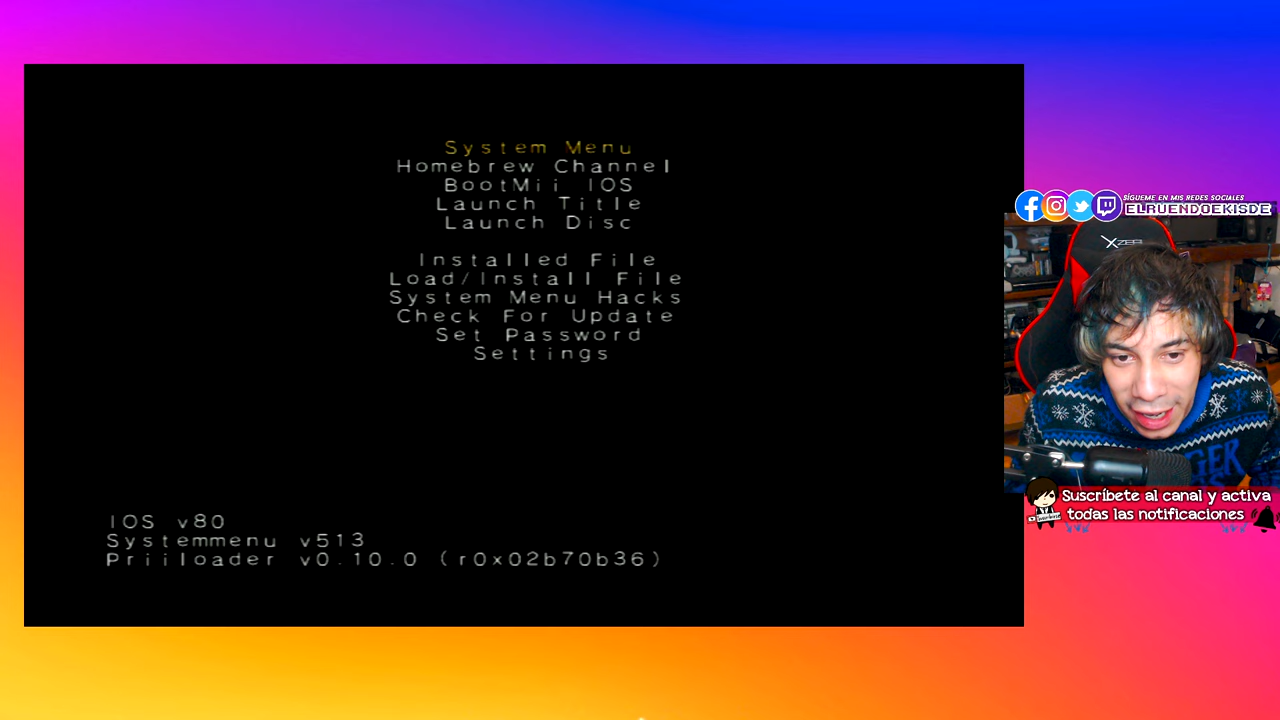 System Menu
Homebrew Channel
BootMii IOS
Launch Title
Launch Disc
Installed File
Load/Install File
System Menu Hacks
Check For Update
Set Password
Settings
IOS v80
Systemmenu v513
Priiloader v0.10.0 (r0x02b70b36)
SÍGUEME EN MIS REDES SOCIALES
ELRUENDOEKISDE
XZER
GER
Suscríbete al canal y activa
todas las notificaciones